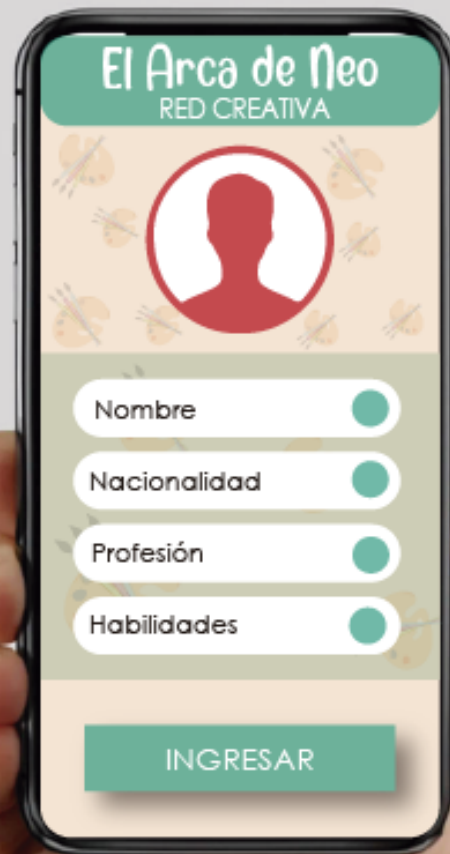 El Arca de Neo
RED CREATIVA
Nombre
Nacionalidad
Profesión
Habilidades
INGRESAR